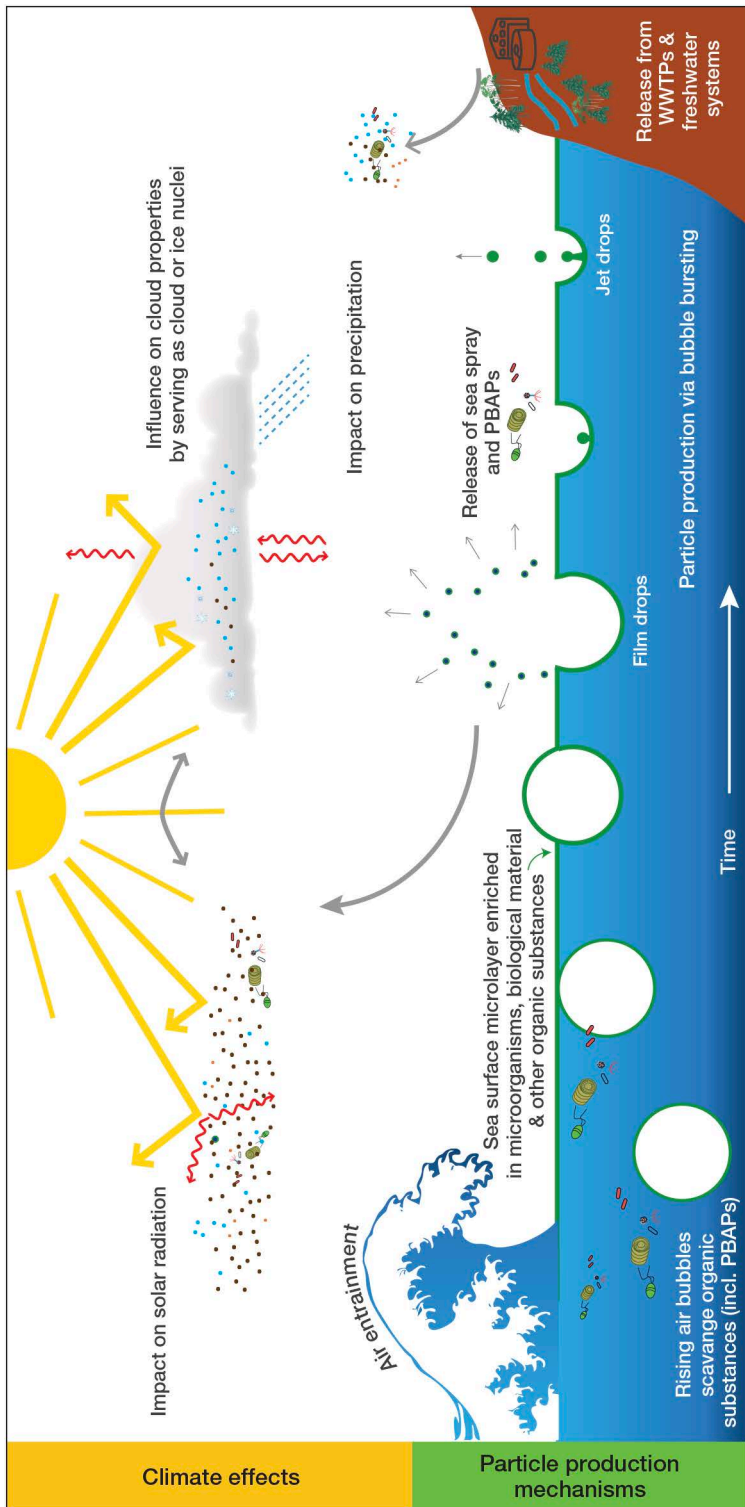 Climate effects
Particle production
mechanisms
Impact on solar radiation
Influence on cloud properties
by serving as cloud or ice nuclei
Impact on precipitation
Air entrainment
Sea surface microlayer enriched
in microorganisms, biological material
& other organic substances
Release of sea spray
and PBAPs
Rising air bubbles
scavange organic
substances (incl. PBAPs)
Time
Film drops
Jet drops
Particle production via bubble bursting
Release from
WWTPs &
freshwater
systems